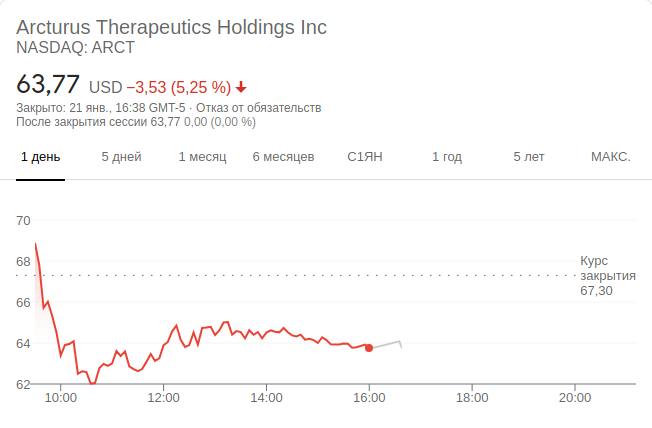 Arcturus Therapeutics Holdings Inc
NASDAQ: ARCT
63,77 USD −3,53 (5,25 %)
Закрыто: 21 янв., 16:38 GMT-5 · Отказ от обязательств
После закрытия сессии 63,77 0,00 (0,00 %)
1 день 5 дней 1 месяц 6 месяцев С1ЯН 1 год 5 лет МАКС.
70
68
Курс
закрытия
67,30
66
64
62
10:00 12:00 14:00 16:00 18:00 20:00